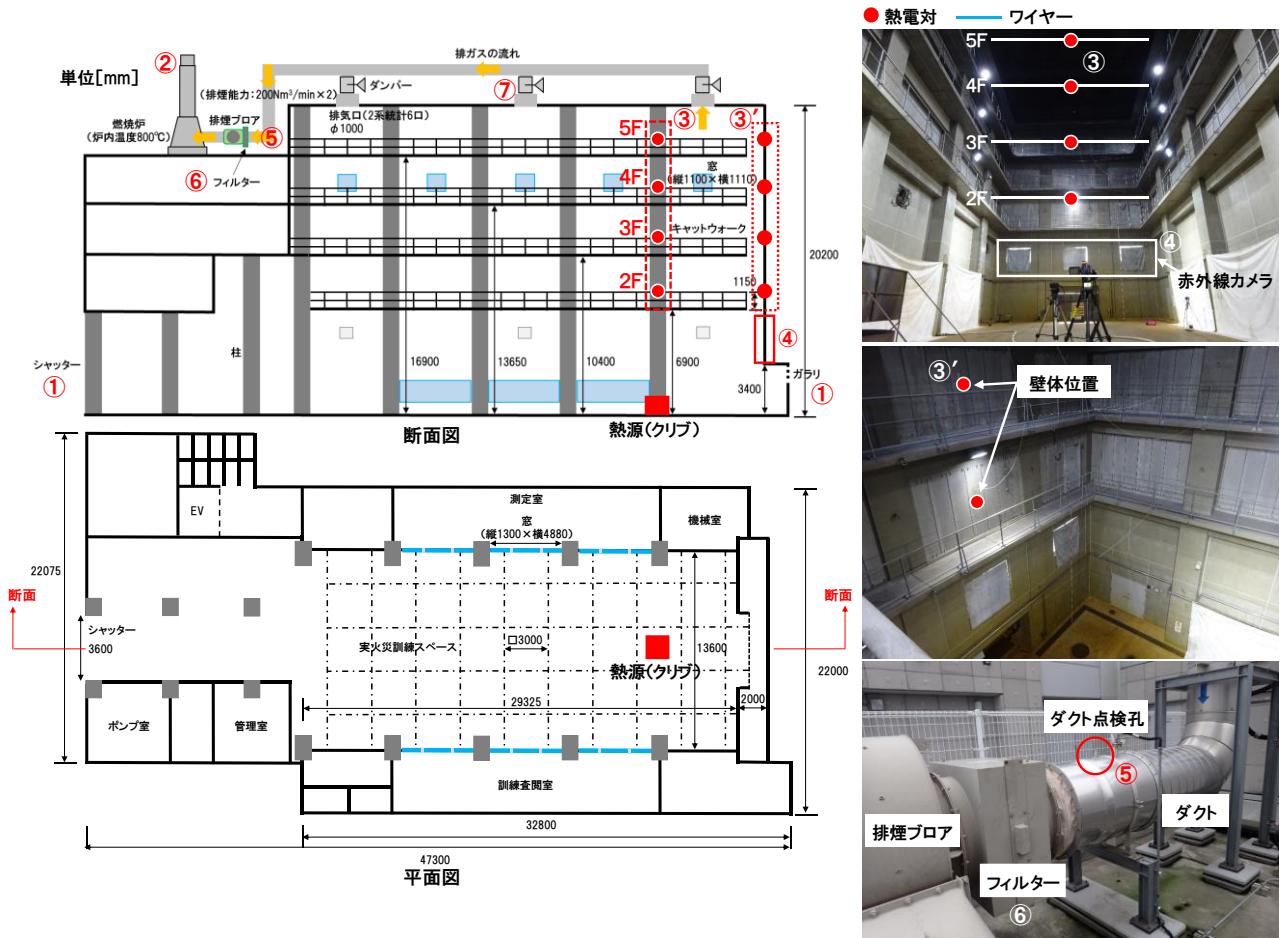 単位[mm]
②
(排煙能力:200Nm³/min×2)
排ガスの流れ
ダンパー
⑦
燃焼炉
(炉内温度800℃)
排煙ブロア
⑤
排気口(2系統計6口)
φ1000
③
③′
⑥
フィルター
5F
4F
3F
2F
窓
(縦1100×横1110)
キャットウォーク
1150
20200
④
柱
シャッター
①
16900
13650
10400
6900
3400
ガラリ
①
断面図
熱源(クリブ)
測定室
EV
窓
(縦1300×横4880)
機械室
22075
断面
断面
シャッター
3600
実火災訓練スペース
□3000
13600
熱源(クリブ)
22000
ポンプ室
管理室
29325
2000
訓練査閲室
32800
47300
平面図
熱電対
ワイヤー
5F
③
4F
3F
2F
④
赤外線カメラ
③′
壁体位置
ダクト点検孔
⑤
ダクト
排煙ブロア
フィルター
⑥